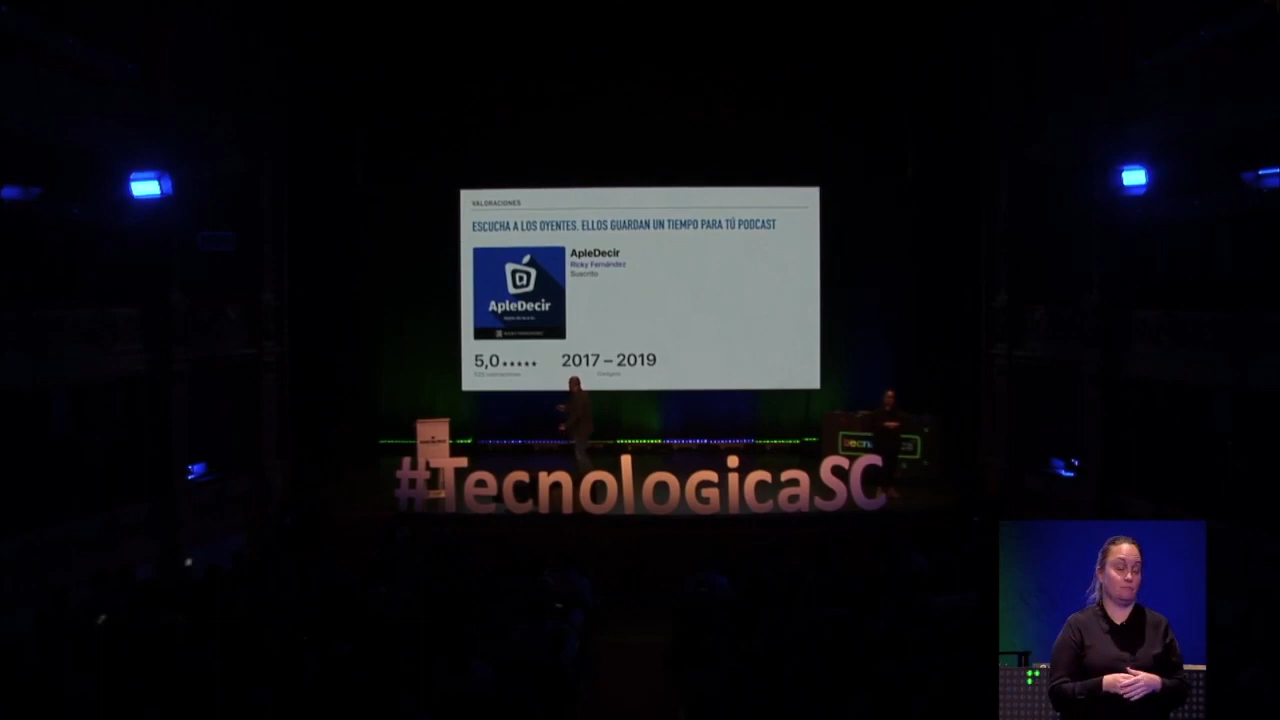 VALORACIONES
ESCUCHA A LOS OYENTES. ELLOS GUARDAN UN TIEMPO PARA TÚ PODCAST
ApleDecir
Ricky Fernández
Suscrito
ApleDecir
5,0 ★★★★★
2017 – 2019
Gadgets
#TecnologicaSC